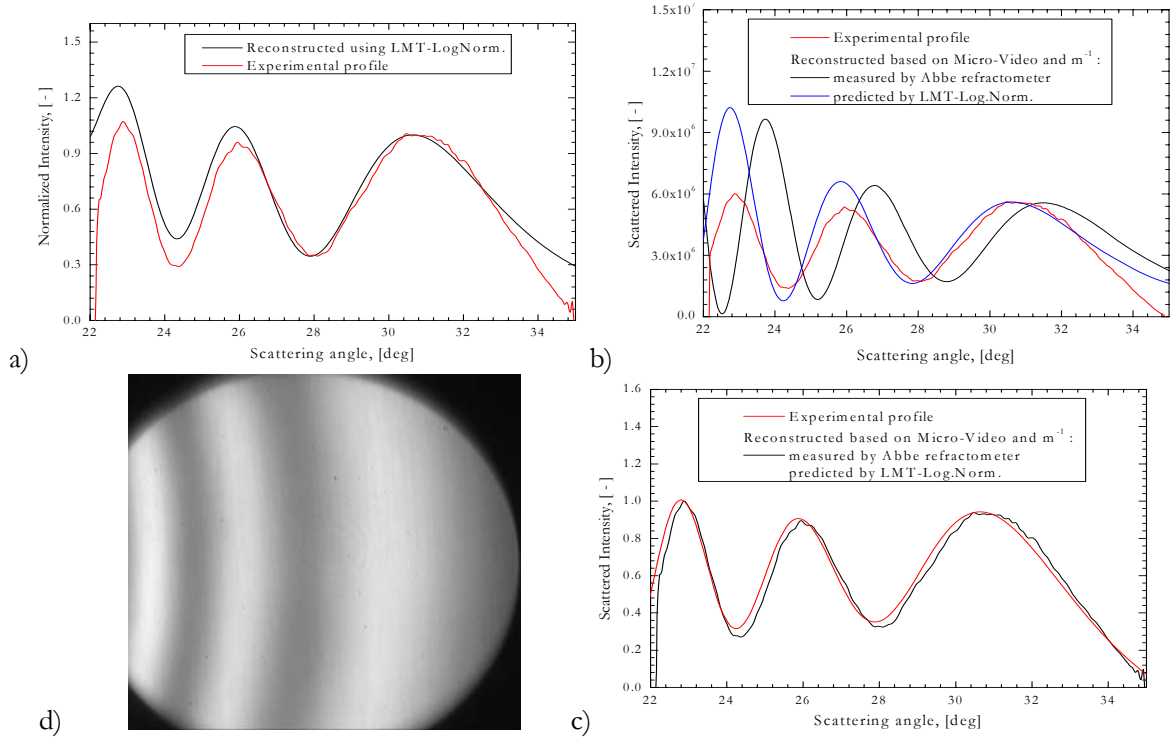 Normalized Intensity, [ - ]
1.5
1.2
0.9
0.6
0.3
0.0
Reconstructed using LMT-LogNorm.
Experimental profile
22 24 26 28 30 32 34
Scattering angle, [deg]
a)
Scattered Intensity, [ - ]
1.5x10^7
1.2x10^7
9.0x10^6
6.0x10^6
3.0x10^6
0.0
Experimental profile
Reconstructed based on Micro-Video and m^-1 :
measured by Abbe refractometer
predicted by LMT-Log.Norm.
22 24 26 28 30 32 34
Scattering angle, [deg]
b)
d)
Scattered Intensity, [ - ]
1.6
1.4
1.2
1.0
0.8
0.6
0.4
0.2
0.0
Experimental profile
Reconstructed based on Micro-Video and m^-1 :
measured by Abbe refractometer
predicted by LMT-Log.Norm.
22 24 26 28 30 32 34
Scattering angle, [deg]
c)